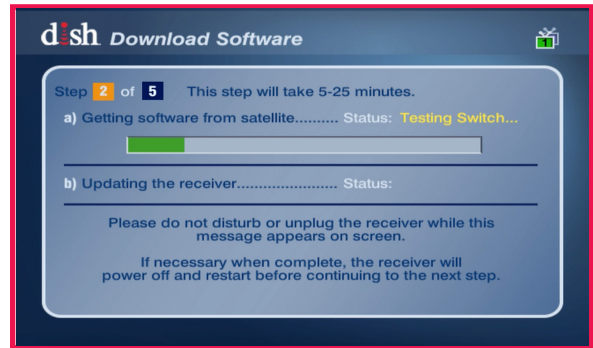 dish Download Software
1
Step 2 of 5 This step will take 5-25 minutes.
a) Getting software from satellite.......... Status: Testing Switch...
b) Updating the receiver....................... Status:
Please do not disturb or unplug the receiver while this
message appears on screen.
If necessary when complete, the receiver will
power off and restart before continuing to the next step.